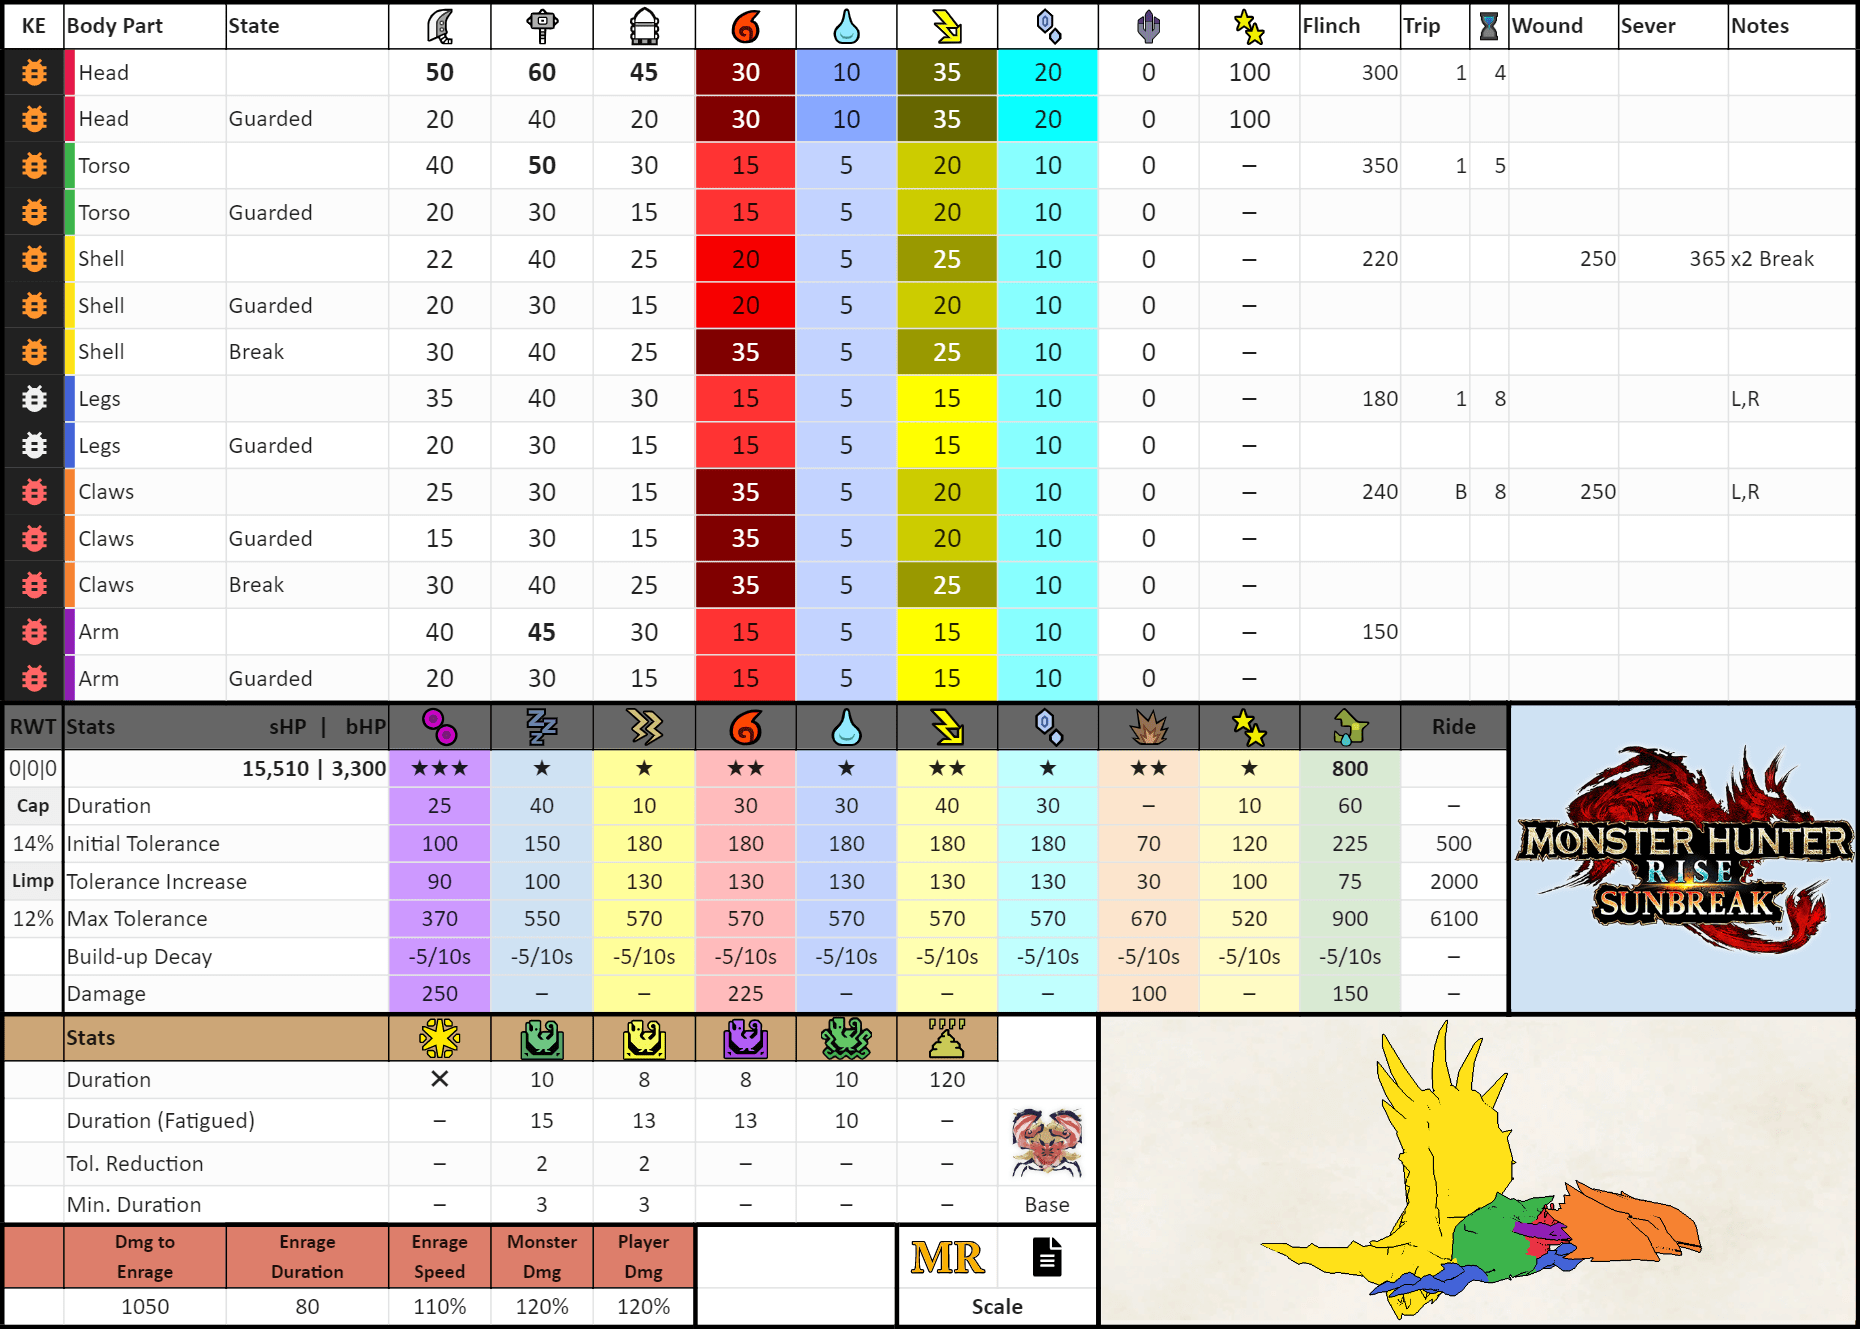 KE Body Part State Flinch Trip Wound Sever Notes
Head 50 60 45 30 10 35 20 0 100 300 1 4
Head Guarded 20 40 20 30 10 35 20 0 100
Torso 40 50 30 15 5 20 10 0 – 350 1 5
Torso Guarded 20 30 15 15 5 20 10 0 –
Shell 22 40 25 20 5 25 10 0 – 220 250 365 x2 Break
Shell Guarded 20 30 15 20 5 20 10 0 –
Shell Break 30 40 25 35 5 25 10 0 –
Legs 35 40 30 15 5 15 10 0 – 180 1 8 L,R
Legs Guarded 20 30 15 15 5 15 10 0 –
Claws 25 30 15 35 5 20 10 0 – 240 B 8 250 L,R
Claws Guarded 15 30 15 35 5 20 10 0 –
Claws Break 30 40 25 35 5 25 10 0 –
Arm 40 45 30 15 5 15 10 0 – 150
Arm Guarded 20 30 15 15 5 15 10 0 –
RWT Stats sHP | bHP Ride
0|0|0 15,510 | 3,300 ★★★ ★ ★ ★★ ★ ★★ ★ ★★ ★ 800
Cap Duration 25 40 10 30 30 40 30 – 10 60 –
14% Initial Tolerance 100 150 180 180 180 180 180 70 120 225 500
Limp Tolerance Increase 90 100 130 130 130 130 130 30 100 75 2000
12% Max Tolerance 370 550 570 570 570 570 570 670 520 900 6100
Build-up Decay -5/10s -5/10s -5/10s -5/10s -5/10s -5/10s -5/10s -5/10s -5/10s -5/10s –
Damage 250 – – 225 – – – 100 – 150 –
MONSTER HUNTER
RISE
SUNBREAK
™
Stats
Duration ✕ 10 8 8 10 120
Duration (Fatigued) – 15 13 13 10 –
Tol. Reduction – 2 2 – – –
Min. Duration – 3 3 – – – Base
Dmg to Enrage Enrage Duration Enrage Speed Monster Dmg Player Dmg MR
1050 80 110% 120% 120% Scale